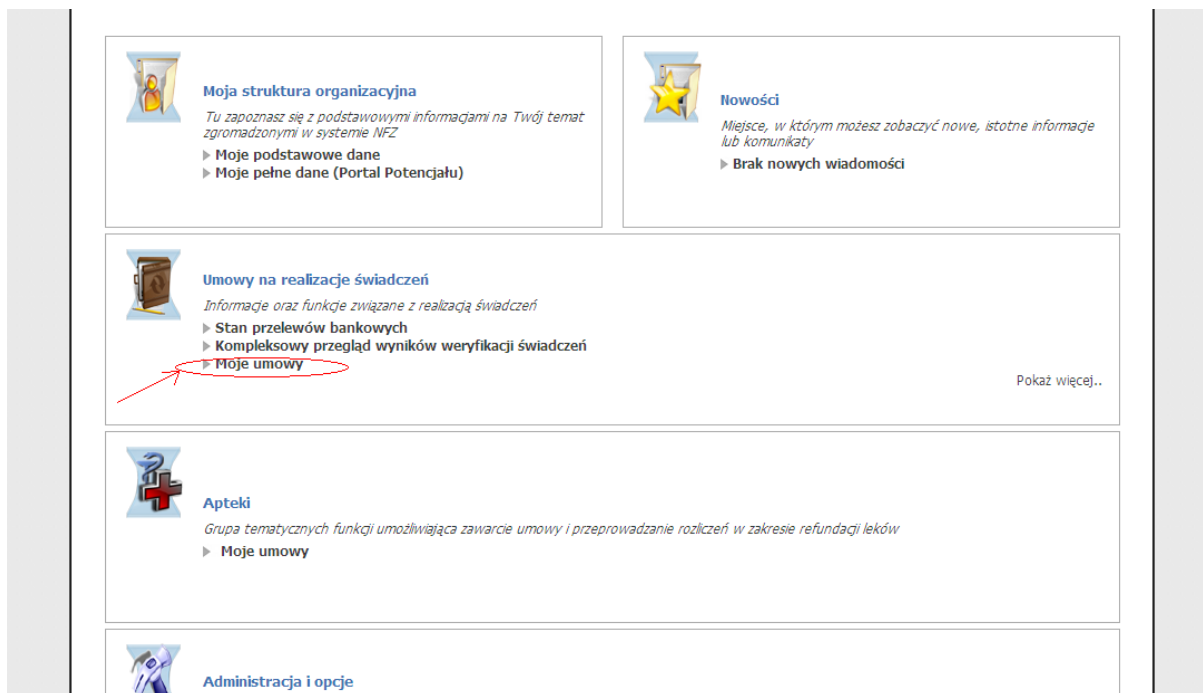 Moja struktura organizacyjna
Tu zapoznasz się z podstawowymi informacjami na Twój temat
zgromadzonymi w systemie NFZ
Moje podstawowe dane
Moje pełne dane (Portal Potencjału)
Nowości
Miejsce, w którym możesz zobaczyć nowe, istotne informacje
lub komunikaty
Brak nowych wiadomości
Umowy na realizacje świadczeń
Informacje oraz funkcje związane z realizacją świadczeń
Stan przelewów bankowych
Kompleksowy przegląd wyników weryfikacji świadczeń
Moje umowy
Pokaż więcej..
Apteki
Grupa tematycznych funkcji umożliwiająca zawarcie umowy i przeprowadzanie rozliczeń w zakresie refundacji leków
Moje umowy
Administracja i opcje